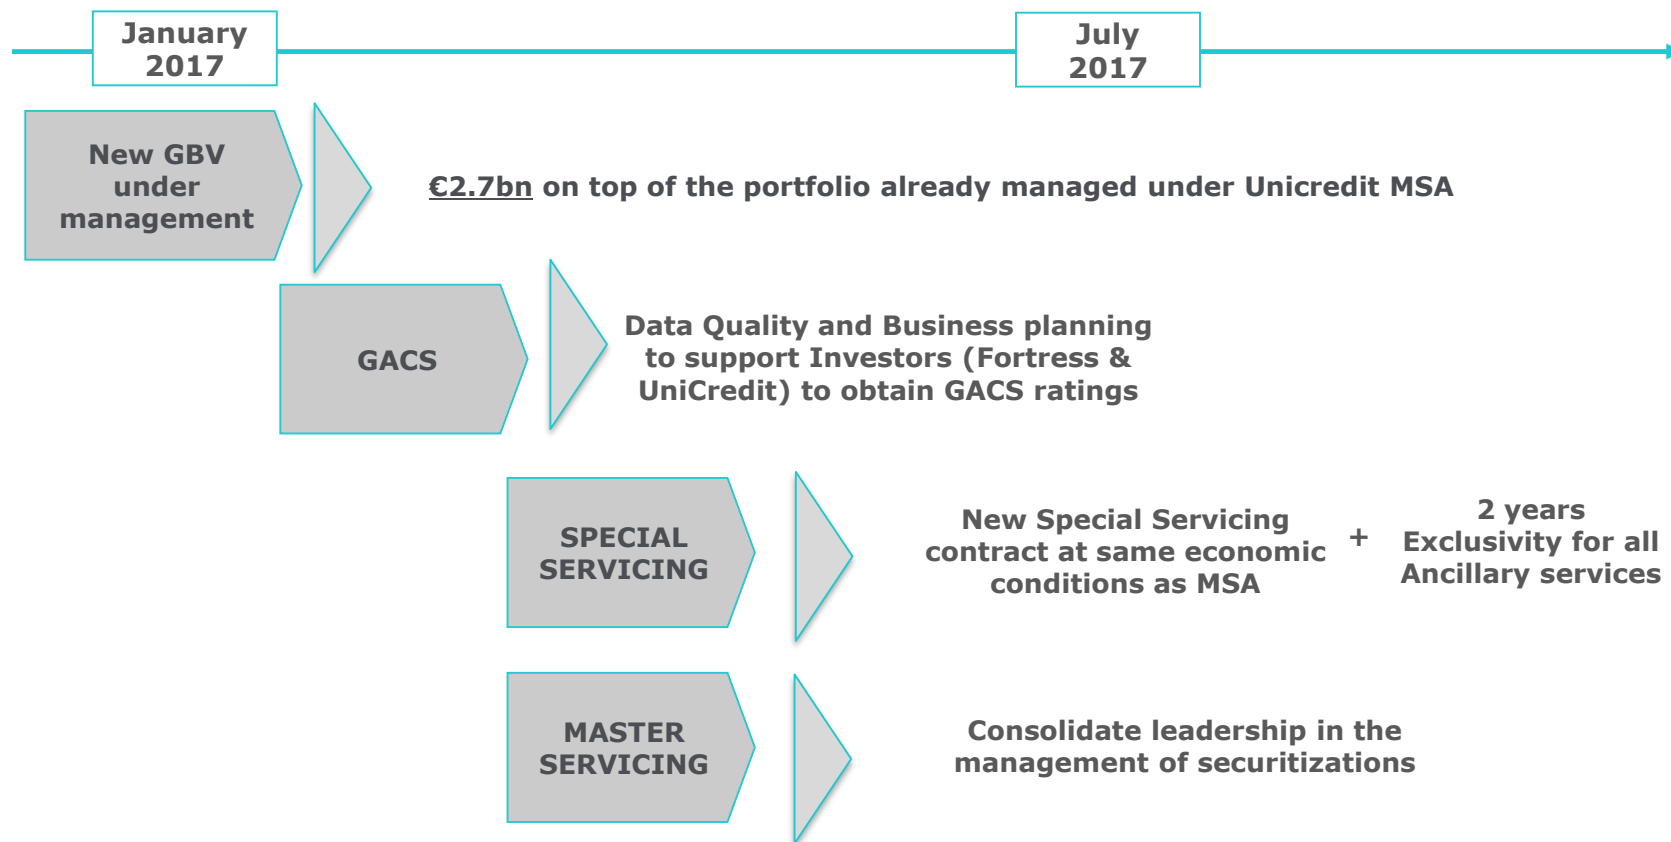 January
2017
July
2017
New GBV
under
management
€2.7bn on top of the portfolio already managed under Unicredit MSA
GACS
Data Quality and Business planning
to support Investors (Fortress &
UniCredit) to obtain GACS ratings
SPECIAL
SERVICING
New Special Servicing
contract at same economic
conditions as MSA
+
2 years
Exclusivity for all
Ancillary services
MASTER
SERVICING
Consolidate leadership in the
management of securitizations